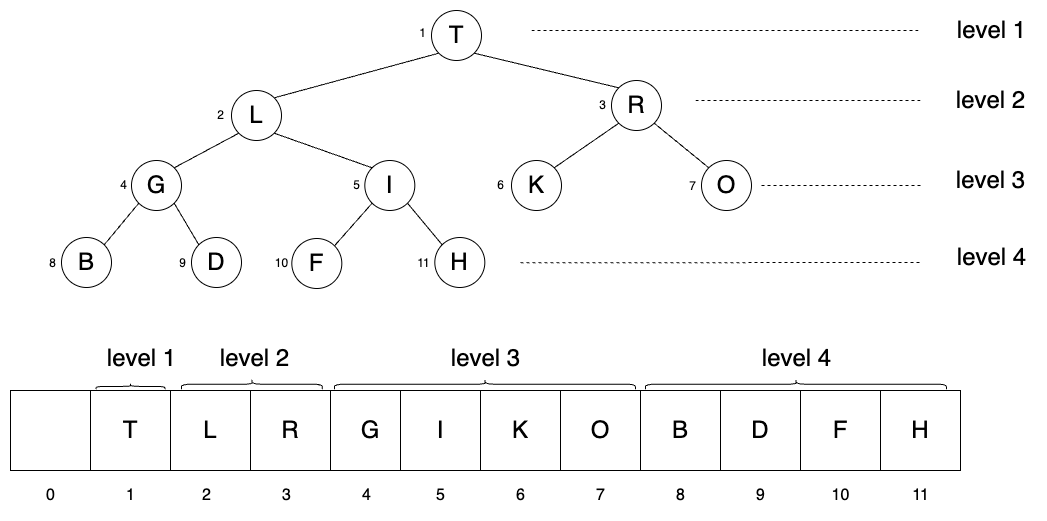 1 T level 1
2 L 3 R level 2
4 G 5 I 6 K 7 O level 3
8 B 9 D 10 F 11 H level 4
level 1 level 2 level 3 level 4
T L R G I K O B D F H
0 1 2 3 4 5 6 7 8 9 10 11